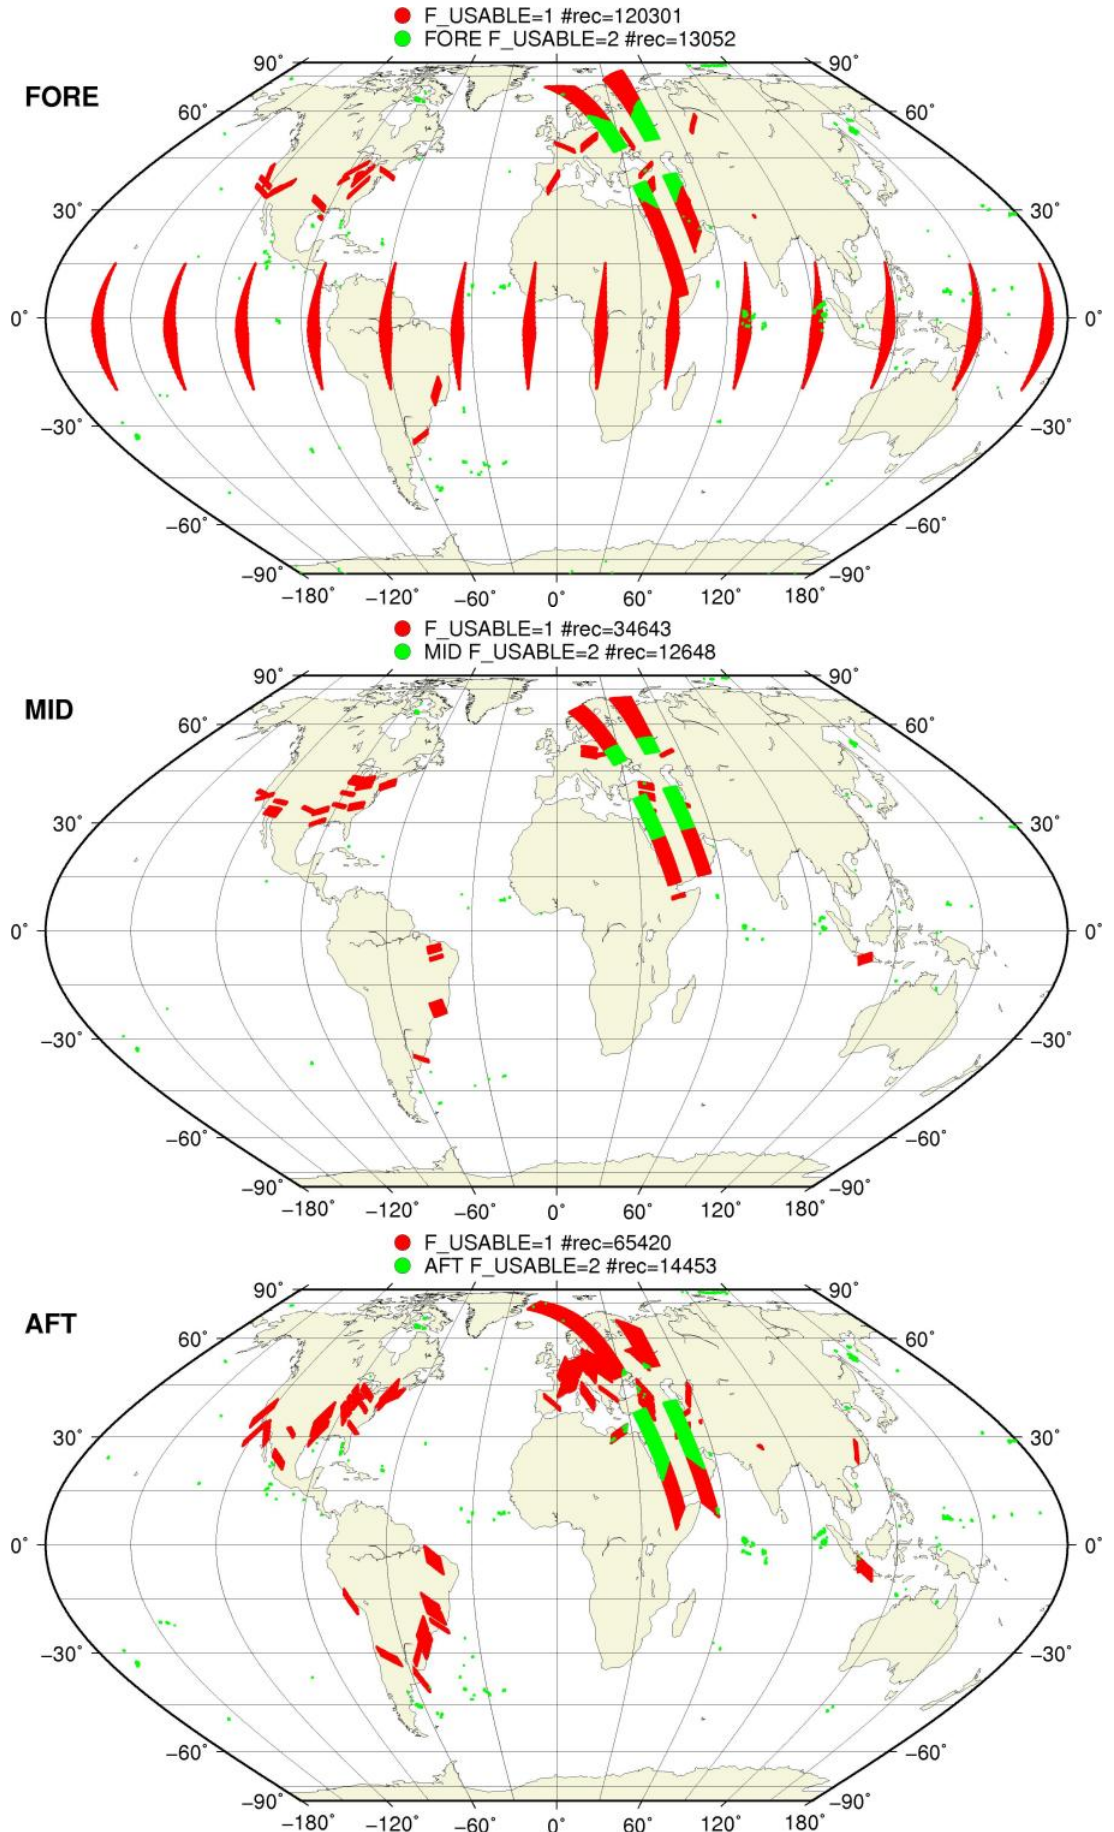 F_USABLE=1 #rec=120301
FORE F_USABLE=2 #rec=13052
FORE
90° 90°
60° 60°
30° 30°
0° 0°
−30° −30°
−60° −60°
−90° −90°
−180° −120° −60° 0° 60° 120° 180°
F_USABLE=1 #rec=34643
MID F_USABLE=2 #rec=12648
MID
90° 90°
60° 60°
30° 30°
0° 0°
−30° −30°
−60° −60°
−90° −90°
−180° −120° −60° 0° 60° 120° 180°
F_USABLE=1 #rec=65420
AFT F_USABLE=2 #rec=14453
AFT
90° 90°
60° 60°
30° 30°
0° 0°
−30° −30°
−60° −60°
−90° −90°
−180° −120° −60° 0° 60° 120° 180°